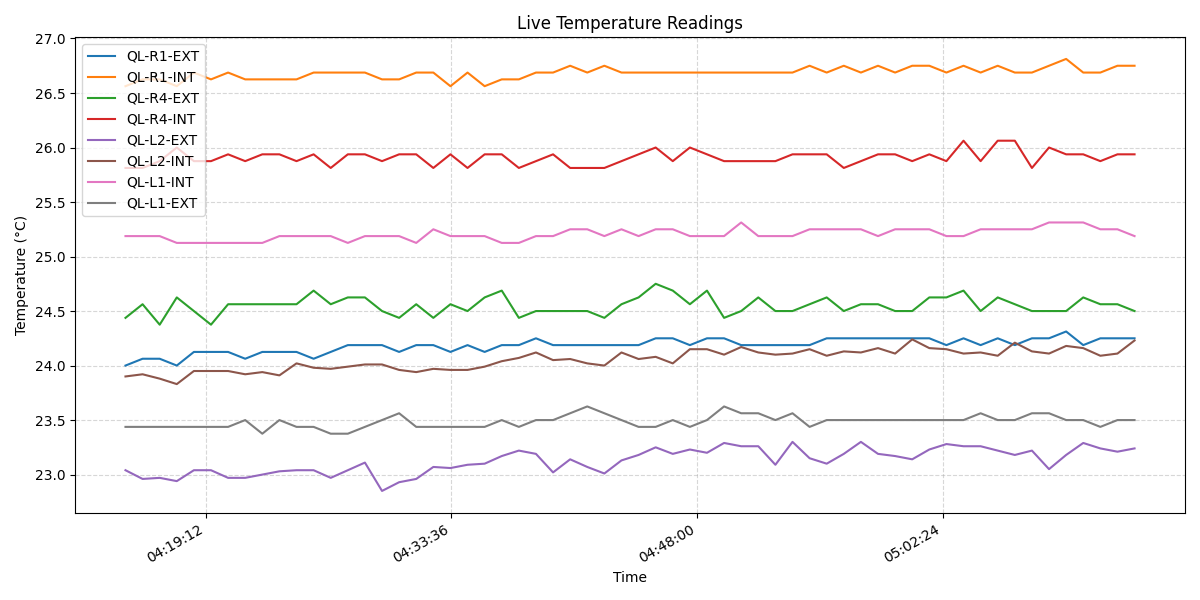 Live Temperature Readings
QL-R1-EXT
QL-R1-INT
QL-R4-EXT
QL-R4-INT
QL-L2-EXT
QL-L2-INT
QL-L1-INT
QL-L1-EXT
27.0
26.5
26.0
25.5
25.0
24.5
24.0
23.5
23.0
Temperature (°C)
04:19:12
04:33:36
04:48:00
05:02:24
Time